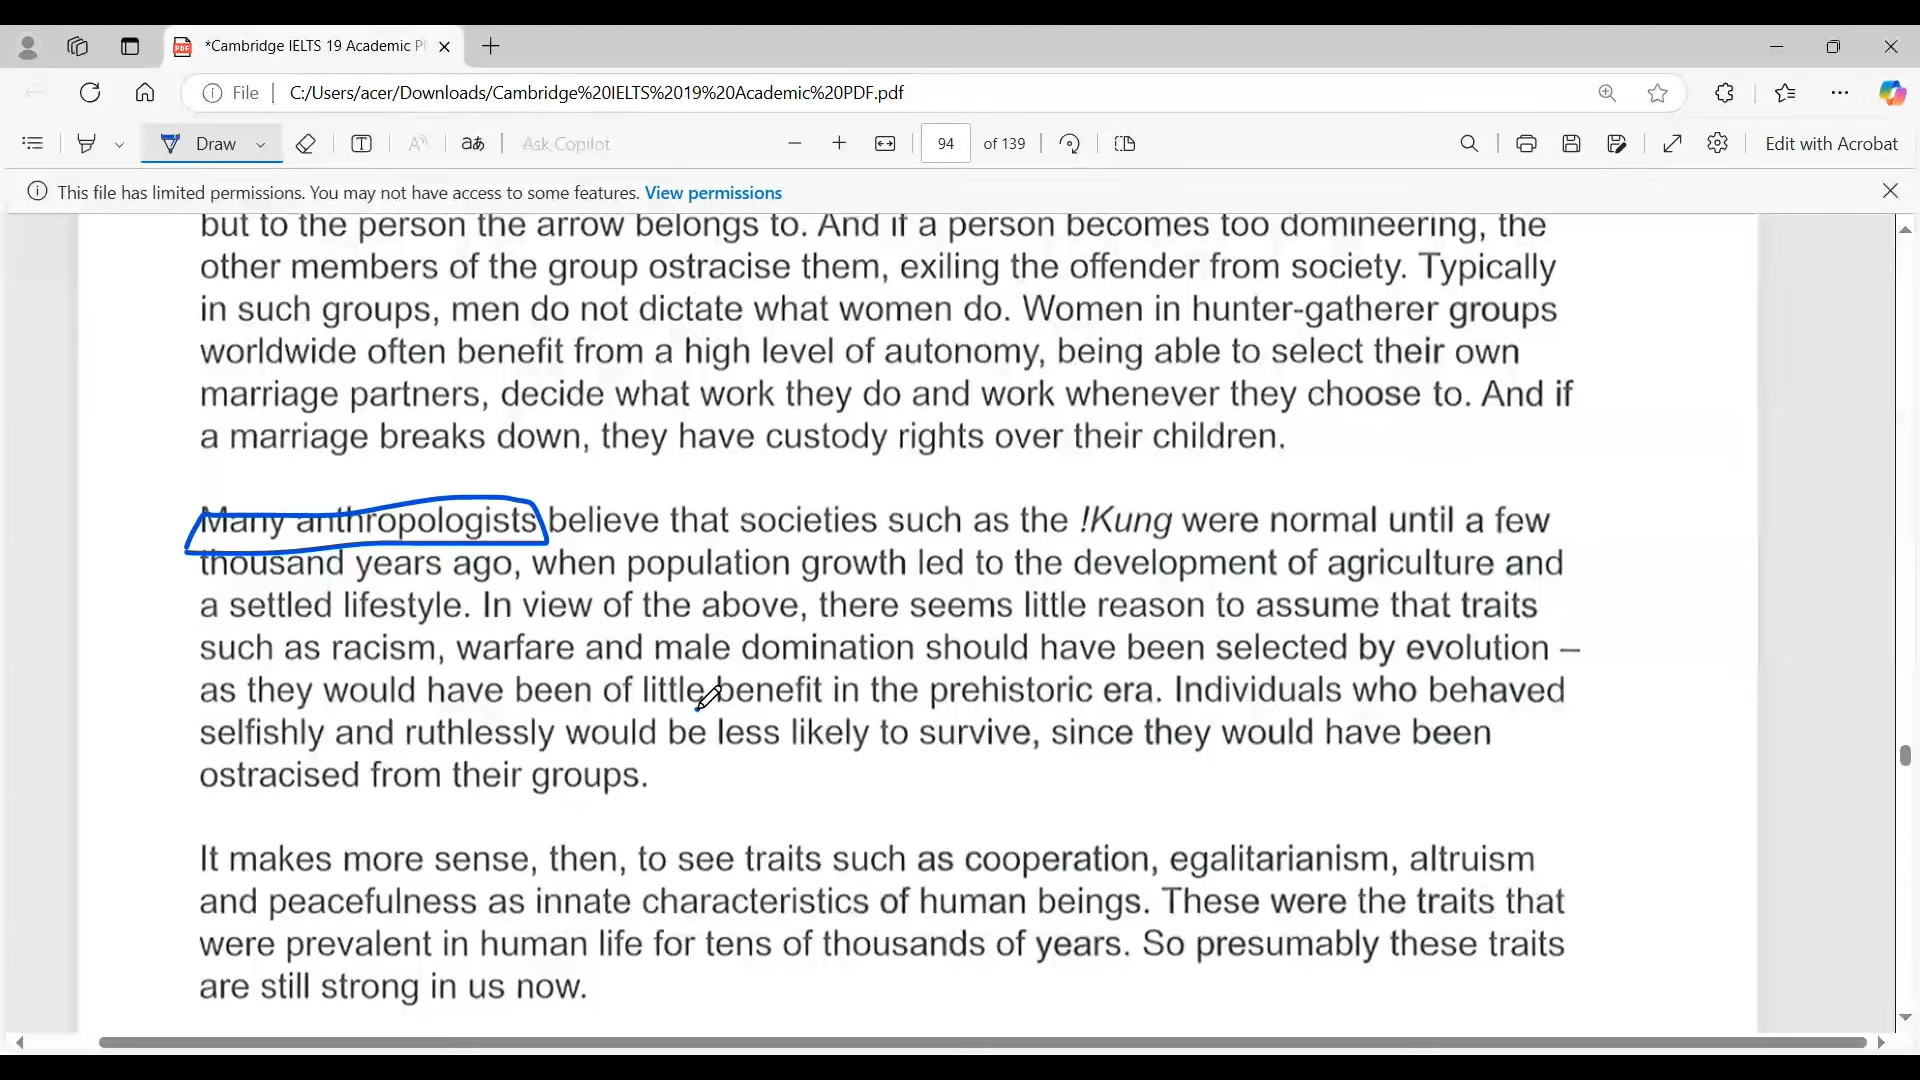 *Cambridge IELTS 19 Academic P
File
C:/Users/acer/Downloads/Cambridge%20IELTS%2019%20Academic%20PDF.pdf
Draw
Ask Copilot
94
of 139
Edit with Acrobat
This file has limited permissions. You may not have access to some features. View permissions
but to the person the arrow belongs to. And if a person becomes too domineering, the
other members of the group ostracise them, exiling the offender from society. Typically
in such groups, men do not dictate what women do. Women in hunter-gatherer groups
worldwide often benefit from a high level of autonomy, being able to select their own
marriage partners, decide what work they do and work whenever they choose to. And if
a marriage breaks down, they have custody rights over their children.
Many anthropologists believe that societies such as the !Kung were normal until a few
thousand years ago, when population growth led to the development of agriculture and
a settled lifestyle. In view of the above, there seems little reason to assume that traits
such as racism, warfare and male domination should have been selected by evolution –
as they would have been of little benefit in the prehistoric era. Individuals who behaved
selfishly and ruthlessly would be less likely to survive, since they would have been
ostracised from their groups.
It makes more sense, then, to see traits such as cooperation, egalitarianism, altruism
and peacefulness as innate characteristics of human beings. These were the traits that
were prevalent in human life for tens of thousands of years. So presumably these traits
are still strong in us now.